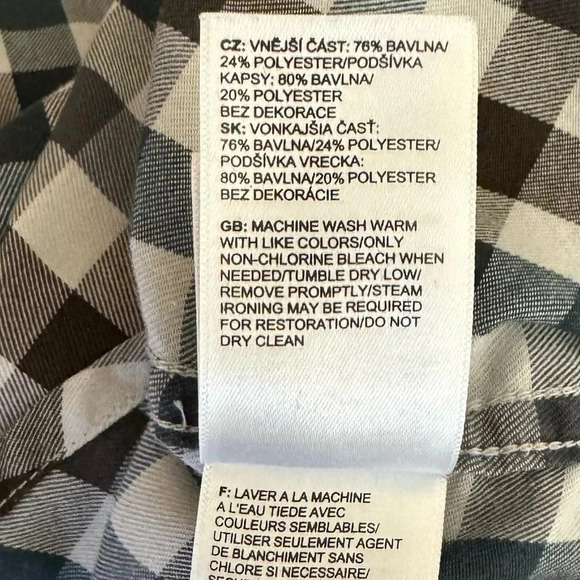 CZ: VNĚJŠÍ ČÁST: 76% BAVLNA/
24% POLYESTER/PODŠÍVKA
KAPSY; 80% BAVLNA/
20% POLYESTER
BEZ DEKORACE
SK: VONKAJŠIA ČASŤ:
76% BAVLNA/24% POLYESTER/
PODŠÍVKA VRECKA:
80% BAVLNA/20% POLYESTER
BEZ DEKORÁCIE
GB: MACHINE WASH WARM
WITH LIKE COLORS/ONLY
NON-CHLORINE BLEACH WHEN
NEEDED/TUMBLE DRY LOW/
REMOVE PROMPTLY/STEAM
IRONING MAY BE REQUIRED
FOR RESTORATION/DO NOT
DRY CLEAN
F: LAVER A LA MACHINE
A L'EAU TIEDE AVEC
COULEURS SEMBLABLES/
UTILISER SEULEMENT AGENT
DE BLANCHIMENT SANS
CHLORE SI NECESSAIRE/